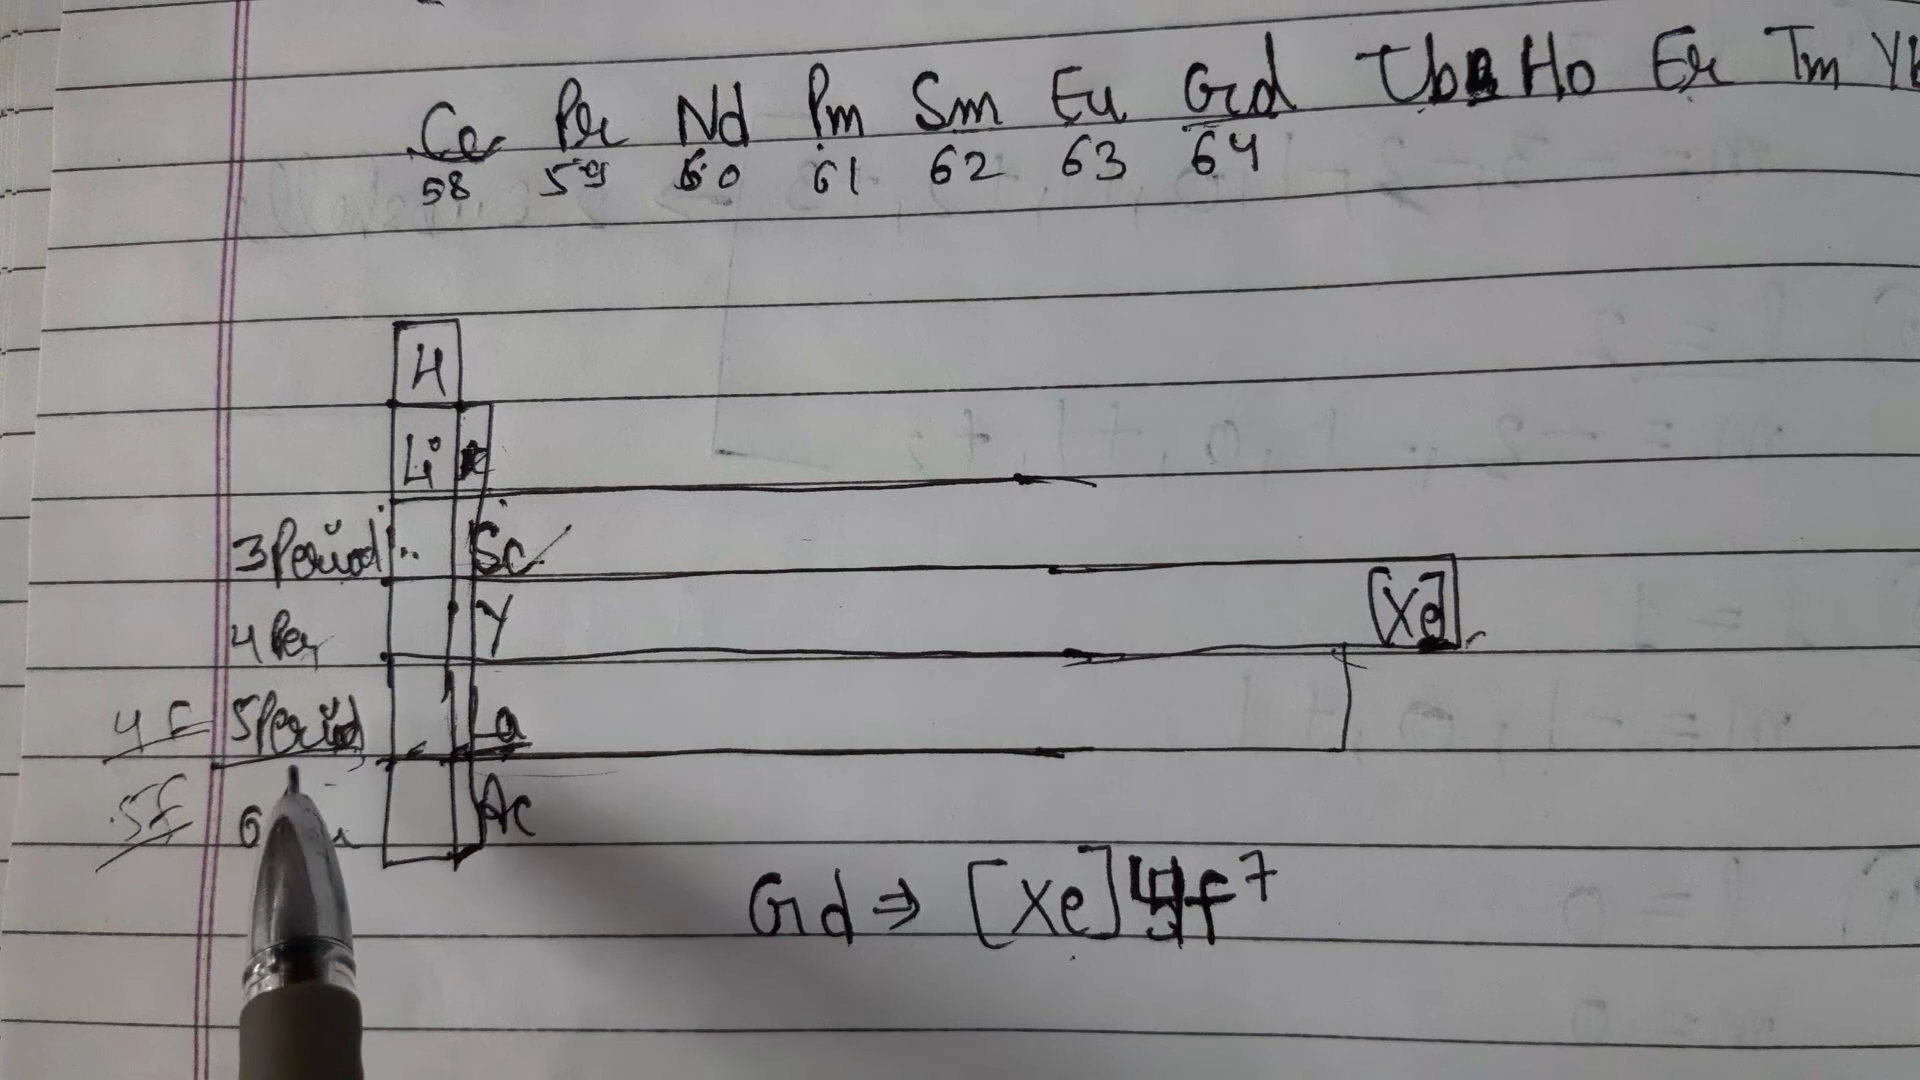 Ce Pr Nd Pm Sm Eu Gd Tb Ho Er Tm Yb
58 59 60 61 62 63 64
H
Li
3 Period Sc
4 Per Y [Xe]
4F 5 Period La
5F 6 Ac
Gd ⇒ [Xe] 4f⁷